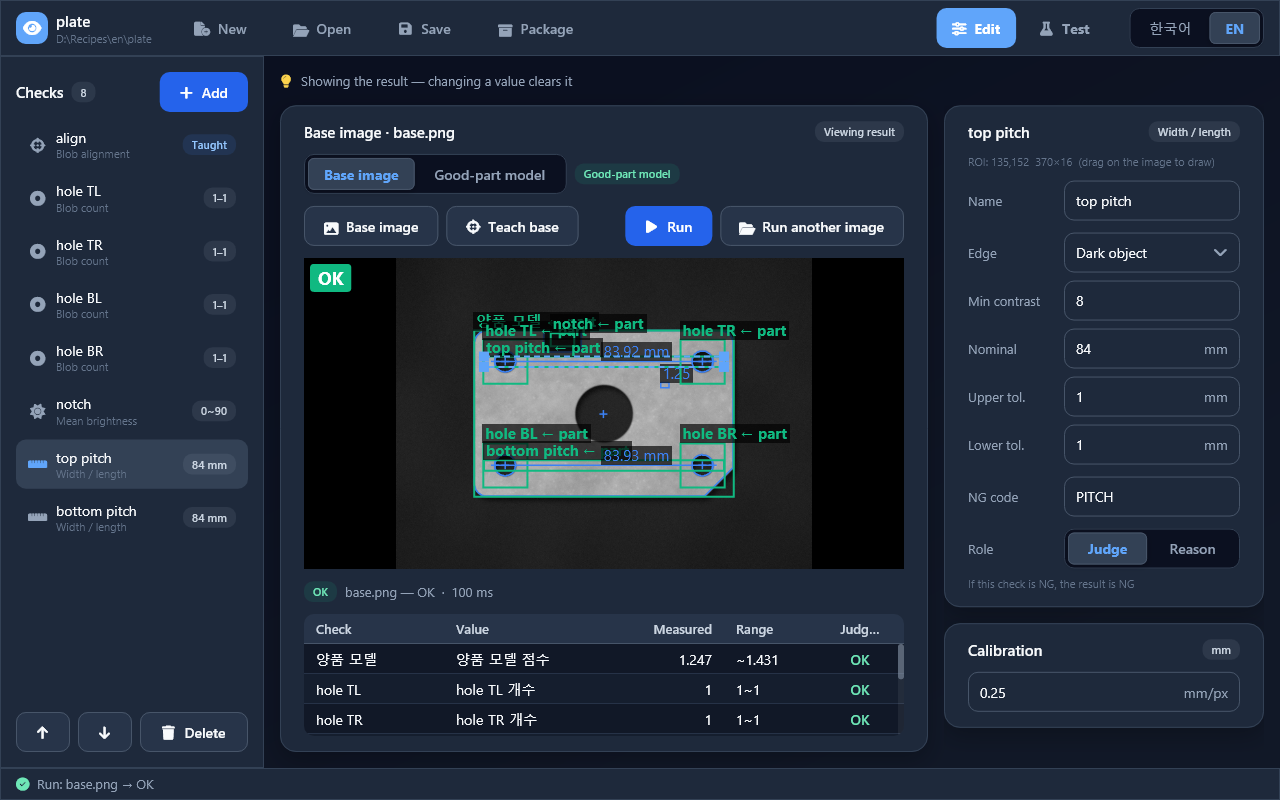 plate
D:\Recipes\en\plate
New
Open
Save
Package
Edit
Test
한국어
EN
Checks 8
Add
align
Blob alignment
Taught
hole TL
Blob count
1–1
hole TR
Blob count
1–1
hole BL
Blob count
1–1
hole BR
Blob count
1–1
notch
Mean brightness
0~90
top pitch
Width / length
84 mm
bottom pitch
Width / length
84 mm
Delete
Showing the result — changing a value clears it
Base image · base.png
Viewing result
Base image
Good-part model
Good-part model
Base image
Teach base
Run
Run another image
OK
양품 모델
notch ← part
hole TL ← part
hole TR ← part
top pitch ← part
83.92 mm
1.25
hole BL ← part
hole BR ← part
bottom pitch ←
83.93 mm
OK
base.png — OK · 100 ms
Check Value Measured Range Judg...
양품 모델 양품 모델 점수 1.247 ~1.431 OK
hole TL hole TL 개수 1 1~1 OK
hole TR hole TR 개수 1 1~1 OK
top pitch
Width / length
ROI: 135,152 370×16 (drag on the image to draw)
Name top pitch
Edge Dark object
Min contrast 8
Nominal 84 mm
Upper tol. 1 mm
Lower tol. 1 mm
NG code PITCH
Role Judge Reason
If this check is NG, the result is NG
Calibration mm
0.25 mm/px
Run: base.png → OK